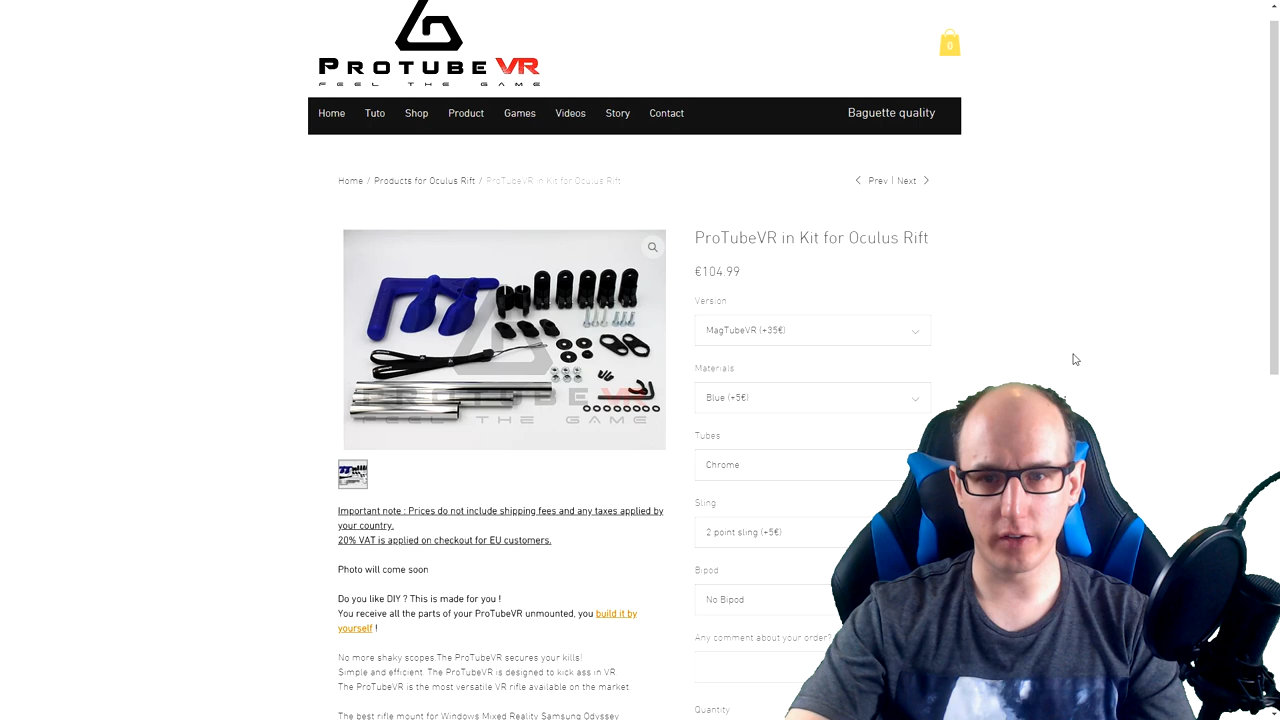 PROTUBEVR
FEEL THE GAME
0
Home Tuto Shop Product Games Videos Story Contact Baguette quality
Home / Products for Oculus Rift / ProTubeVR in Kit for Oculus Rift
Prev | Next
ProTubeVR in Kit for Oculus Rift
€104.99
Version
MagTubeVR (+35€)
Materials
Blue (+5€)
Tubes
Chrome
Sling
2 point sling (+5€)
Bipod
No Bipod
Any comment about your order?
Quantity
PROTUBEVR
FEEL THE GAME
Important note : Prices do not include shipping fees and any taxes applied by
your country.
20% VAT is applied on checkout for EU customers.
Photo will come soon
Do you like DIY ? This is made for you !
You receive all the parts of your ProTubeVR unmounted, you build it by
yourself !
No more shaky scopes.The ProTubeVR secures your kills!
Simple and efficient. The ProTubeVR is designed to kick ass in VR
The ProTubeVR is the most versatile VR rifle available on the market
The best rifle mount for Windows Mixed Reality Samsung Odyssey